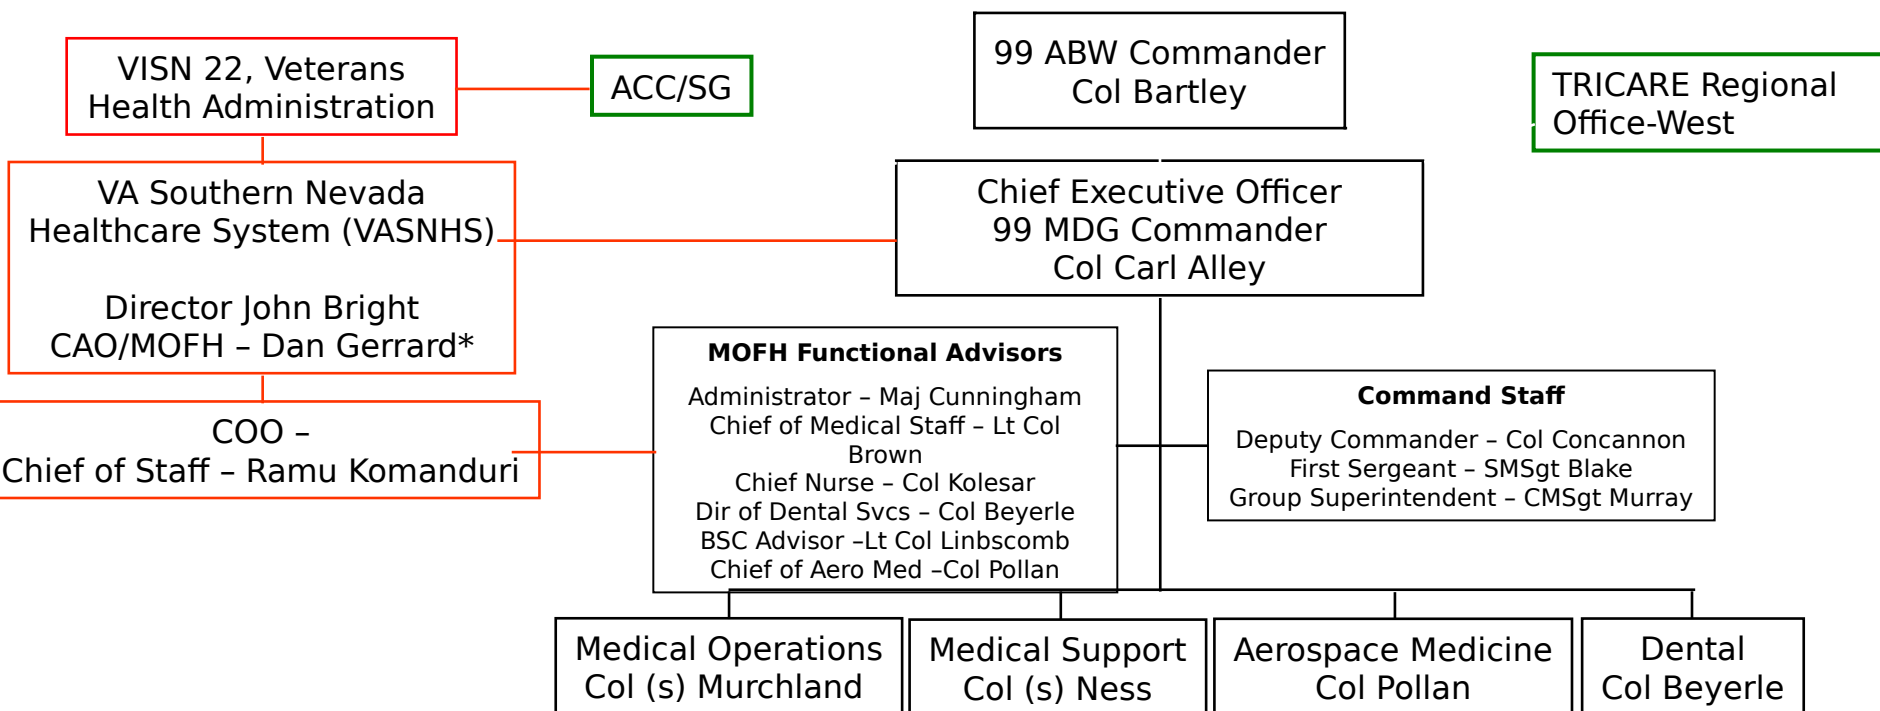 VISN 22, Veterans
Health Administration
ACC/SG
99 ABW Commander
Col Bartley
TRICARE Regional
Office-West
VA Southern Nevada
Healthcare System (VASNHS)
Director John Bright
CAO/MOFH – Dan Gerrard*
Chief Executive Officer
99 MDG Commander
Col Carl Alley
COO –
Chief of Staff – Ramu Komanduri
MOFH Functional Advisors
Administrator – Maj Cunningham
Chief of Medical Staff – Lt Col
Brown
Chief Nurse – Col Kolesar
Dir of Dental Svcs – Col Beyerle
BSC Advisor –Lt Col Linbscomb
Chief of Aero Med –Col Pollan
Command Staff
Deputy Commander – Col Concannon
First Sergeant – SMSgt Blake
Group Superintendent – CMSgt Murray
Medical Operations
Col (s) Murchland
Medical Support
Col (s) Ness
Aerospace Medicine
Col Pollan
Dental
Col Beyerle